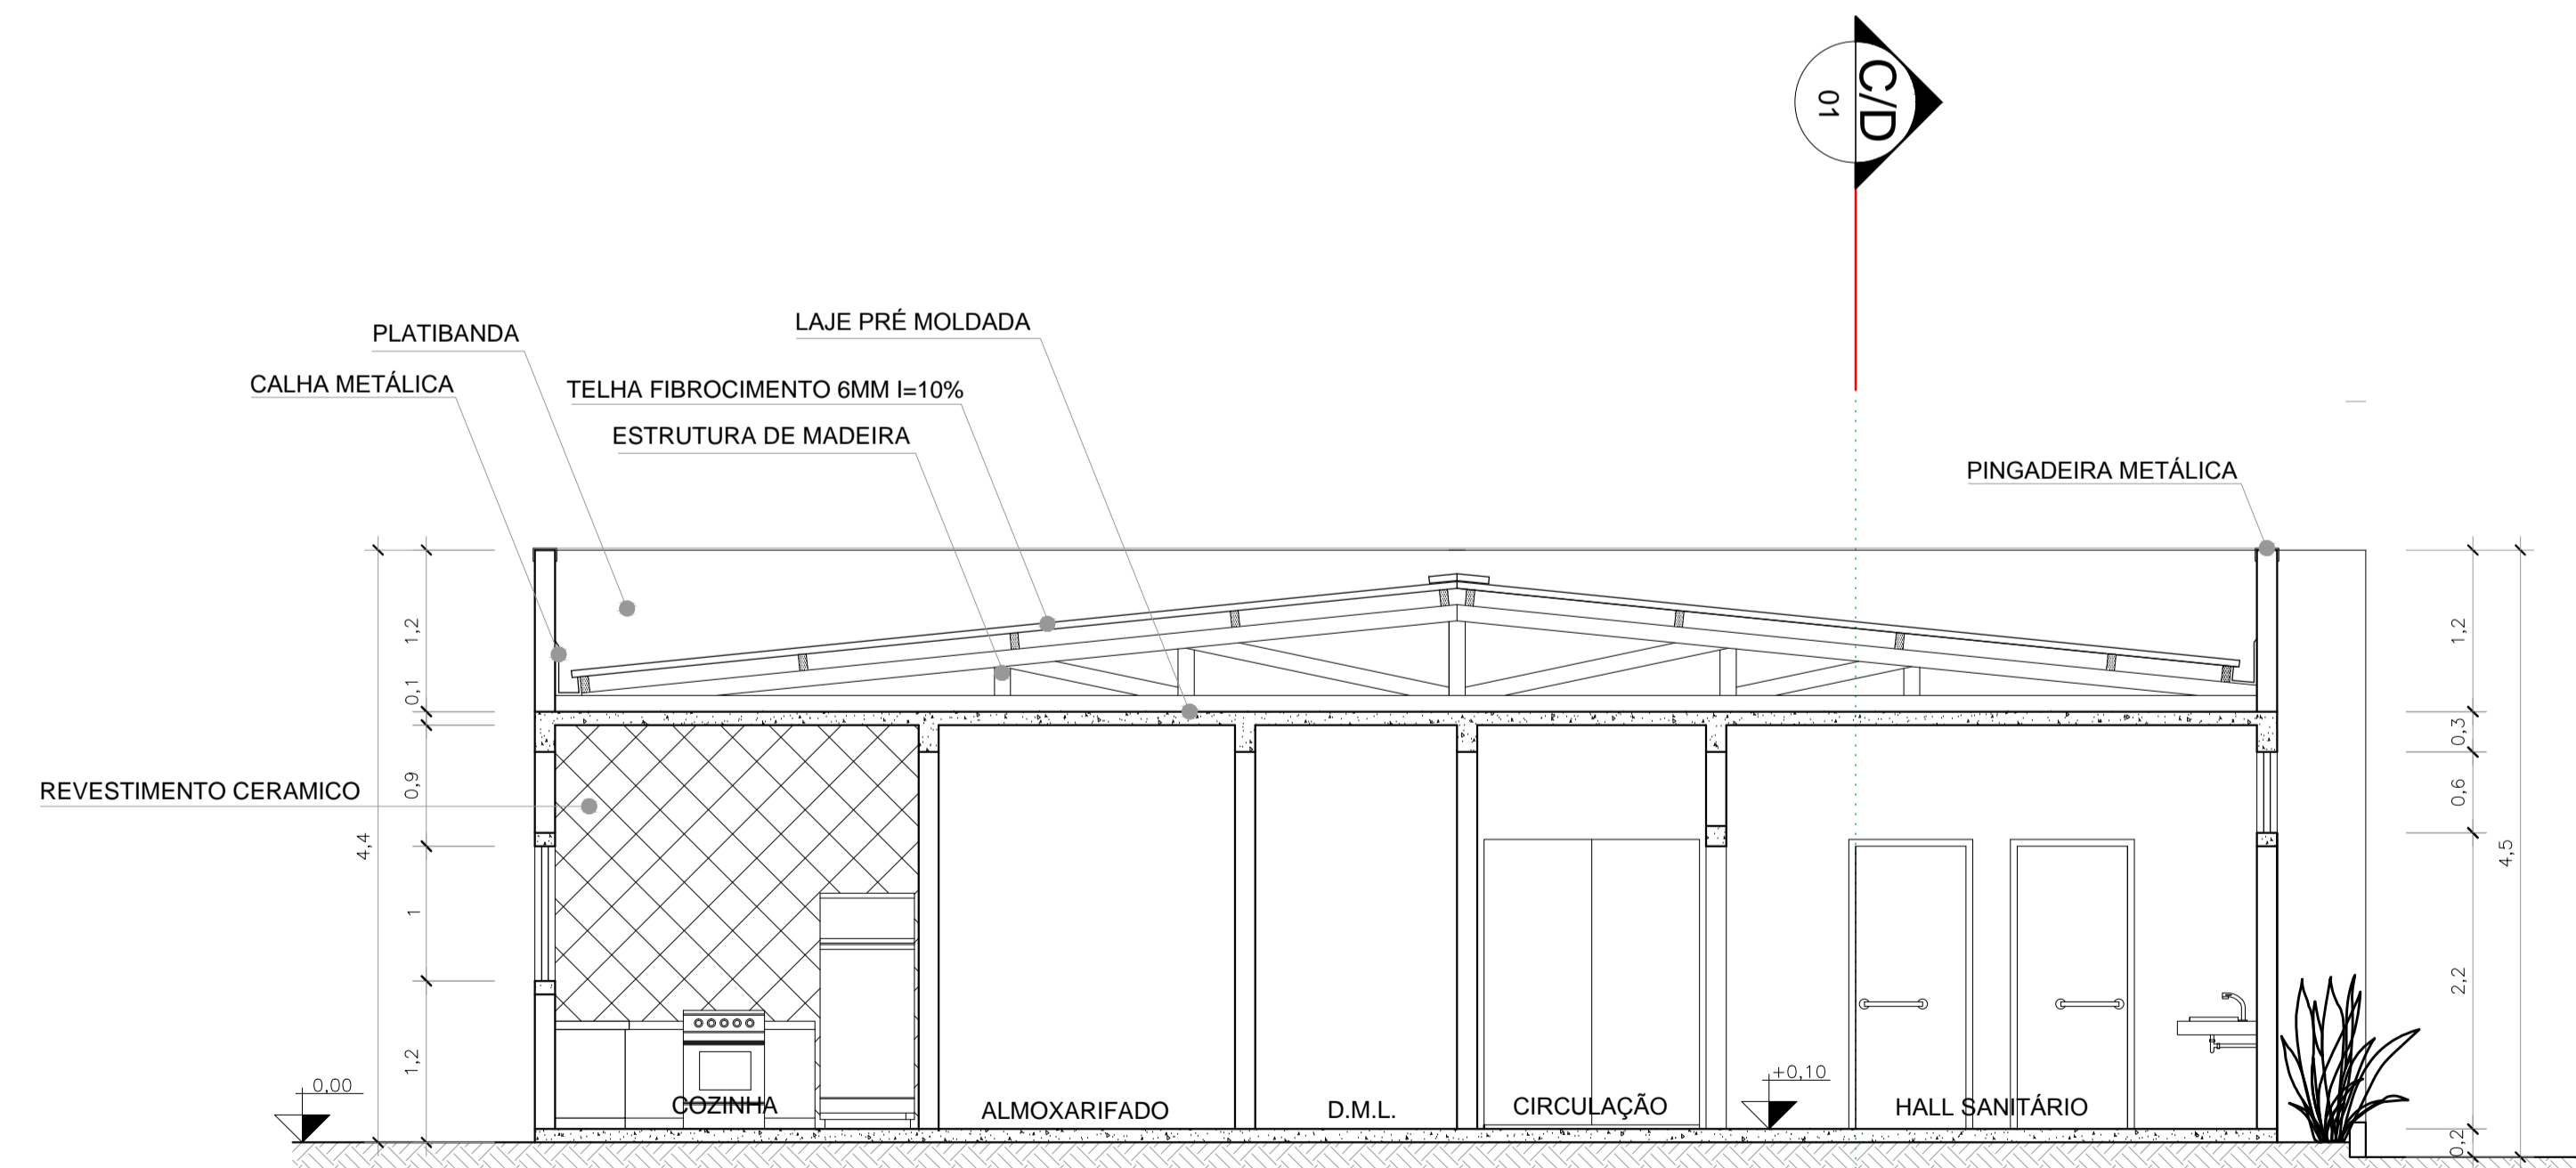 C/D
01
LAJE PRÉ MOLDADA
PLATIBANDA
CALHA METÁLICA
TELHA FIBROCIMENTO 6MM I=10%
ESTRUTURA DE MADEIRA
PINGADEIRA METÁLICA
REVESTIMENTO CERAMICO
4,4
1,2
0,1
0,9
1
1,2
1,2
0,3
0,6
2,2
0,2
4,5
0,00
+0,10
COZINHA
ALMOXARIFADO
D.M.L.
CIRCULAÇÃO
HALL SANITÁRIO